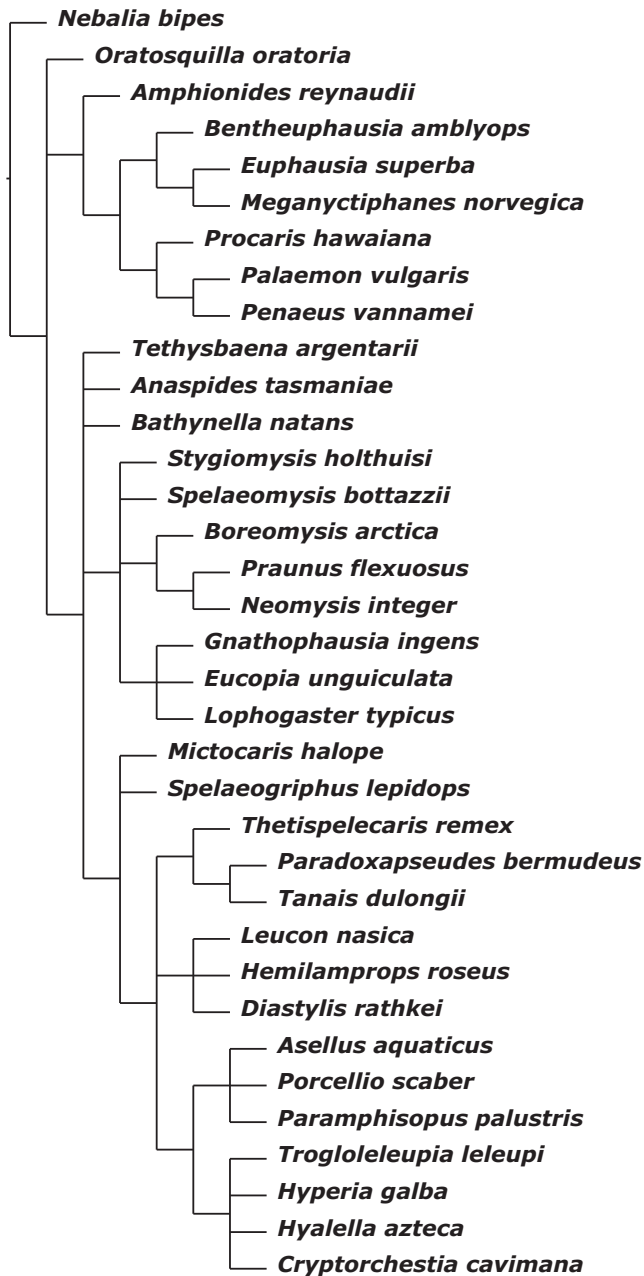 Nebalia bipes
Oratosquilla oratoria
Amphionides reynaudii
Bentheuphausia amblyops
Euphausia superba
Meganyctiphanes norvegica
Procaris hawaiana
Palaemon vulgaris
Penaeus vannamei
Tethysbaena argentarii
Anaspides tasmaniae
Bathynella natans
Stygiomysis holthuisi
Spelaeomysis bottazzii
Boreomysis arctica
Praunus flexuosus
Neomysis integer
Gnathophausia ingens
Eucopia unguiculata
Lophogaster typicus
Mictocaris halope
Spelaeogriphus lepidops
Thetispelecaris remex
Paradoxapseudes bermudeus
Tanais dulongii
Leucon nasica
Hemilamprops roseus
Diastylis rathkei
Asellus aquaticus
Porcellio scaber
Paramphisopus palustris
Trogloleleupia leleupi
Hyperia galba
Hyalella azteca
Cryptorchestia cavimana